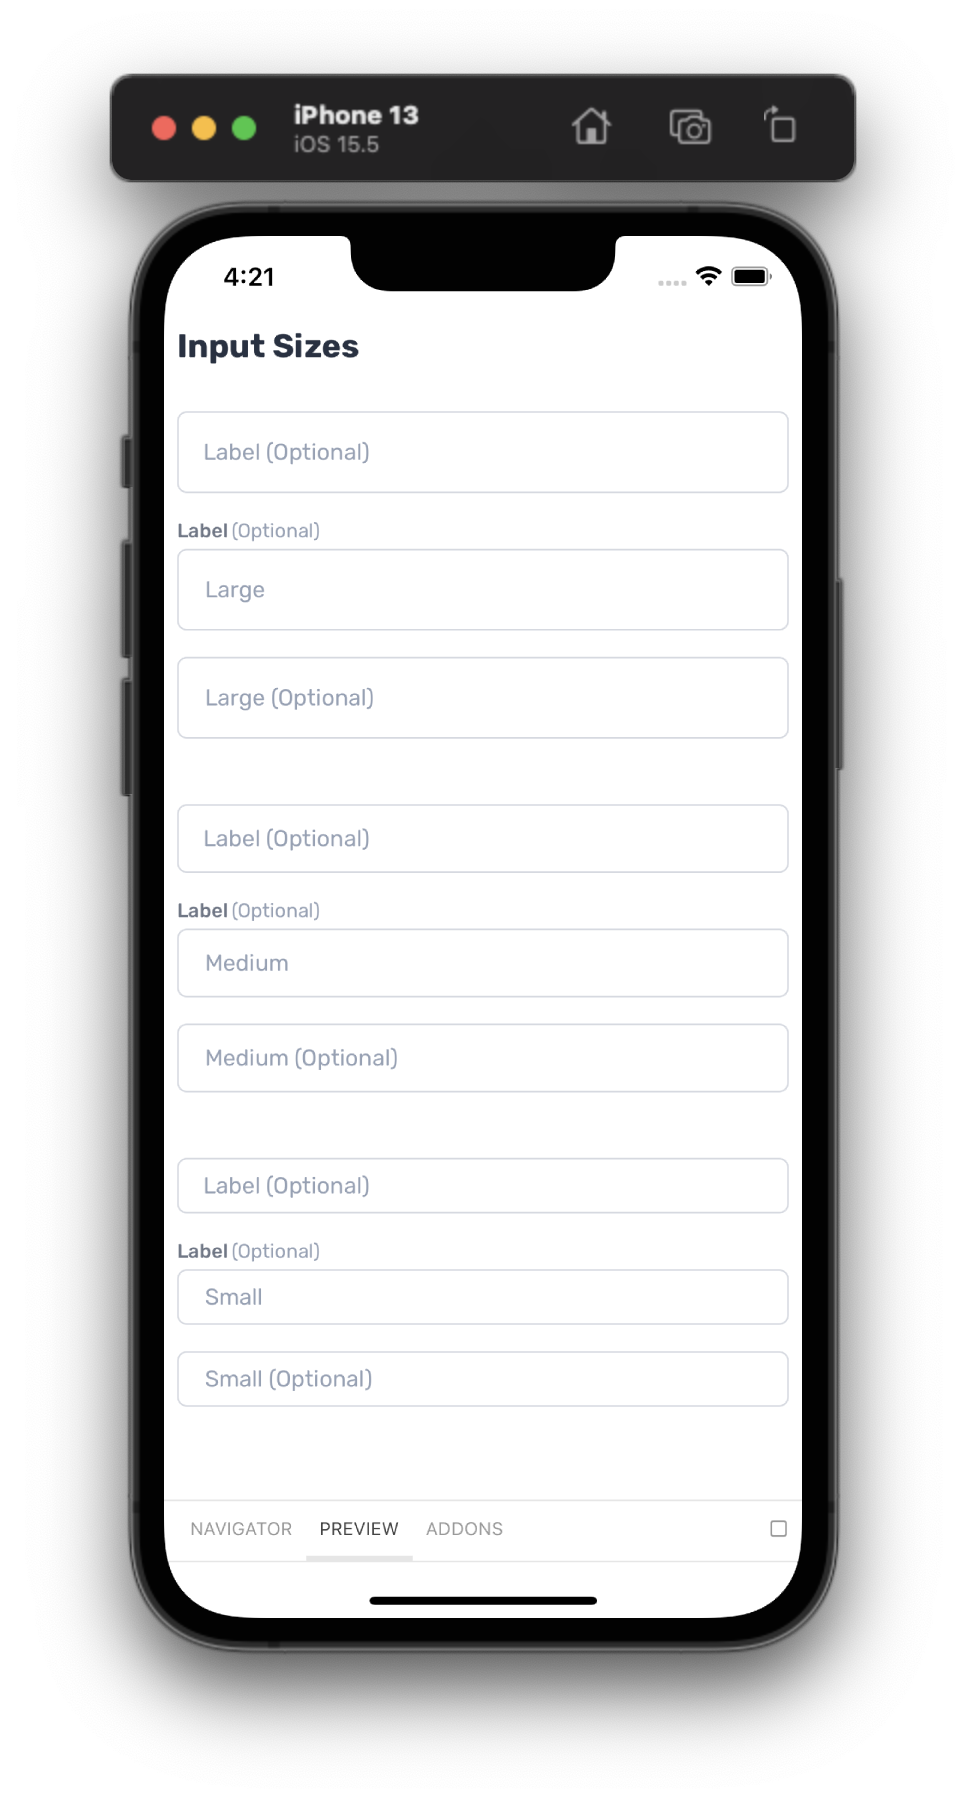 iPhone 13
iOS 15.5
4:21
Input Sizes
Label (Optional)
Label (Optional)
Large
Large (Optional)
Label (Optional)
Label (Optional)
Medium
Medium (Optional)
Label (Optional)
Label (Optional)
Small
Small (Optional)
NAVIGATOR PREVIEW ADDONS